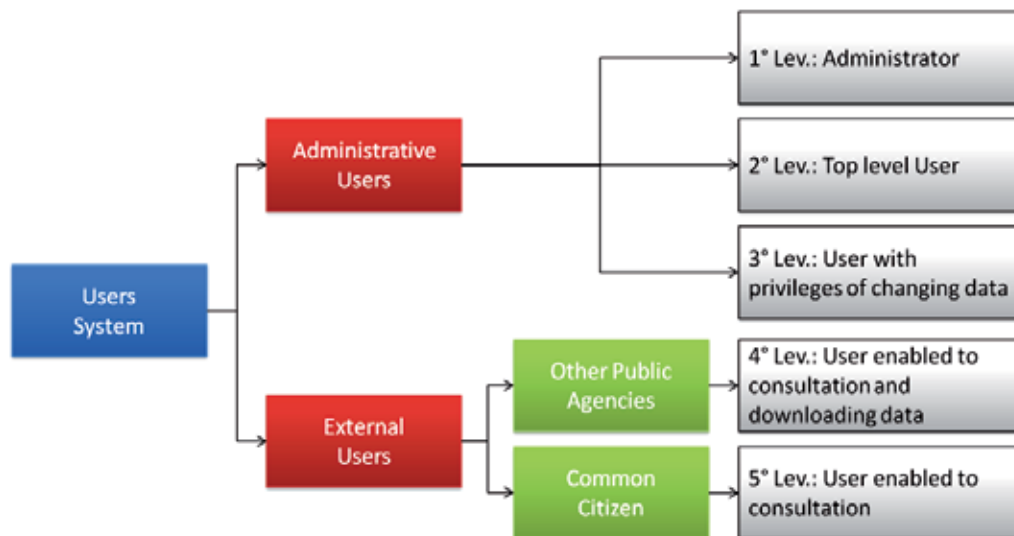 Users
System
Administrative
Users
External
Users
Other Public
Agencies
Common
Citizen
1° Lev.: Administrator
2° Lev.: Top level User
3° Lev.: User with
privileges of changing data
4° Lev.: User enabled to
consultation and
downloading data
5° Lev.: User enabled to
consultation